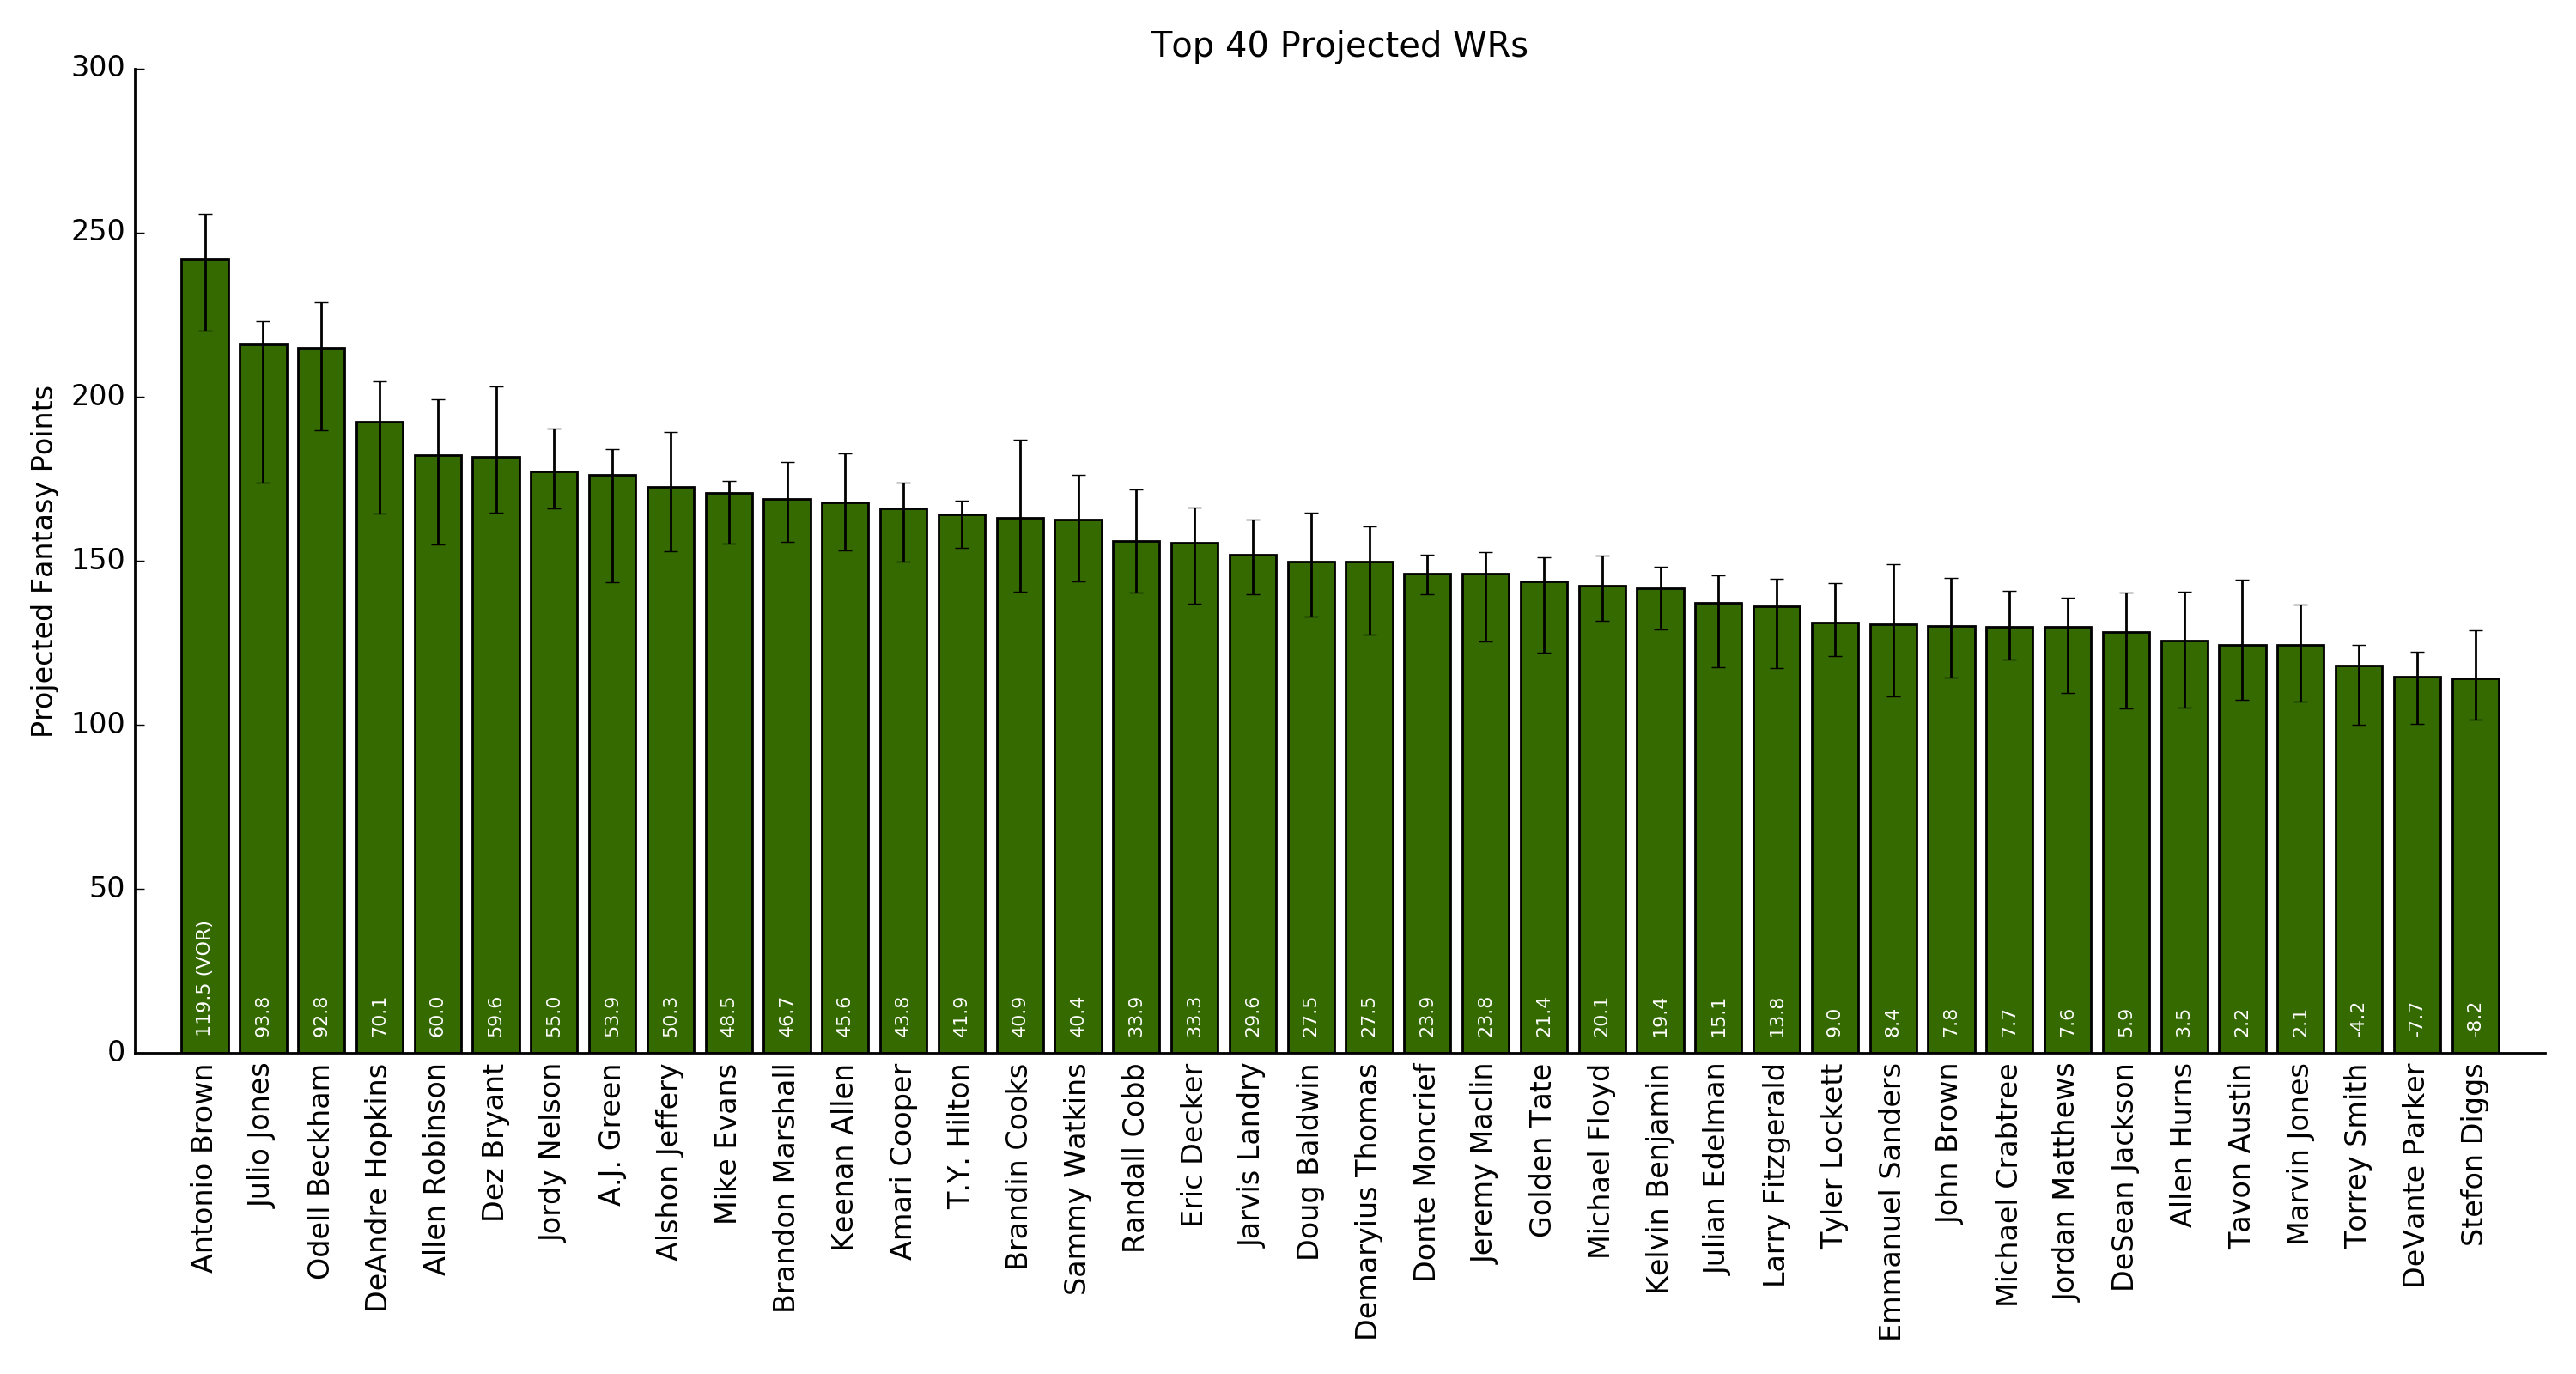 Top 40 Projected WRs
Projected Fantasy Points
300
250
200
150
100
50
0
119.5 (VOR)
93.8
92.8
70.1
60.0
59.6
55.0
53.9
50.3
48.5
46.7
45.6
43.8
41.9
40.9
40.4
33.9
33.3
29.6
27.5
27.5
23.9
23.8
21.4
20.1
19.4
15.1
13.8
9.0
8.4
7.8
7.7
7.6
5.9
3.5
2.2
2.1
-4.2
-7.7
-8.2
Antonio Brown
Julio Jones
Odell Beckham
DeAndre Hopkins
Allen Robinson
Dez Bryant
Jordy Nelson
A.J. Green
Alshon Jeffery
Mike Evans
Brandon Marshall
Keenan Allen
Amari Cooper
T.Y. Hilton
Brandin Cooks
Sammy Watkins
Randall Cobb
Eric Decker
Jarvis Landry
Doug Baldwin
Demaryius Thomas
Donte Moncrief
Jeremy Maclin
Golden Tate
Michael Floyd
Kelvin Benjamin
Julian Edelman
Larry Fitzgerald
Tyler Lockett
Emmanuel Sanders
John Brown
Michael Crabtree
Jordan Matthews
DeSean Jackson
Allen Hurns
Tavon Austin
Marvin Jones
Torrey Smith
DeVante Parker
Stefon Diggs